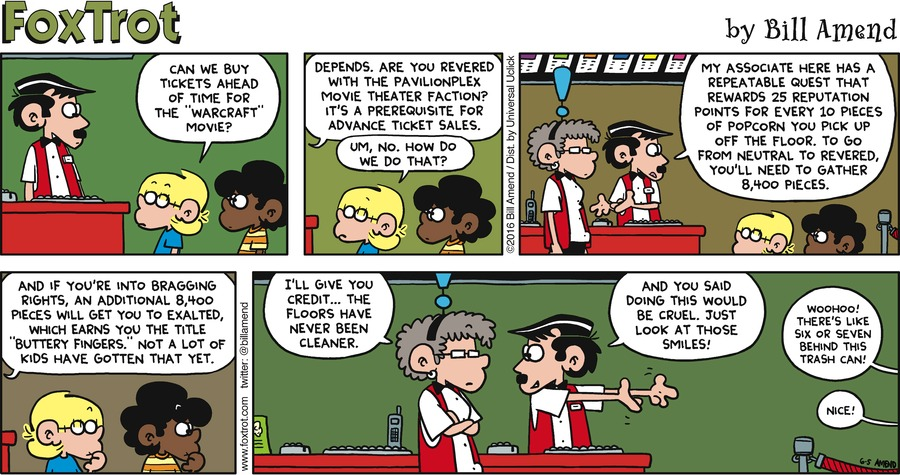 FOXTROT
by Bill Amend
CAN WE BUY
TICKETS AHEAD
OF TIME FOR
THE "WARCRAFT"
MOVIE?
DEPENDS. ARE YOU REVERED
WITH THE PAVILIONPLEX
MOVIE THEATER FACTION?
IT'S A PREREQUISITE FOR
ADVANCE TICKET SALES.
UM, NO. HOW DO
WE DO THAT?
©2016 Bill Amend / Dist. by Universal Uclick
!
MY ASSOCIATE HERE HAS A
REPEATABLE QUEST THAT
REWARDS 25 REPUTATION
POINTS FOR EVERY 10 PIECES
OF POPCORN YOU PICK UP
OFF THE FLOOR. TO GO
FROM NEUTRAL TO REVERED,
YOU'LL NEED TO GATHER
8,400 PIECES.
AND IF YOU'RE INTO BRAGGING
RIGHTS, AN ADDITIONAL 8,400
PIECES WILL GET YOU TO EXALTED,
WHICH EARNS YOU THE TITLE
"BUTTERY FINGERS." NOT A LOT OF
KIDS HAVE GOTTEN THAT YET.
www.foxtrot.com twitter: @billamend
I'LL GIVE YOU
CREDIT... THE
FLOORS HAVE
NEVER BEEN
CLEANER.
AND YOU SAID
DOING THIS WOULD
BE CRUEL. JUST
LOOK AT THOSE
SMILES!
WOOHOO!
THERE'S LIKE
SIX OR SEVEN
BEHIND THIS
TRASH CAN!
NICE!
6-5 AMEND